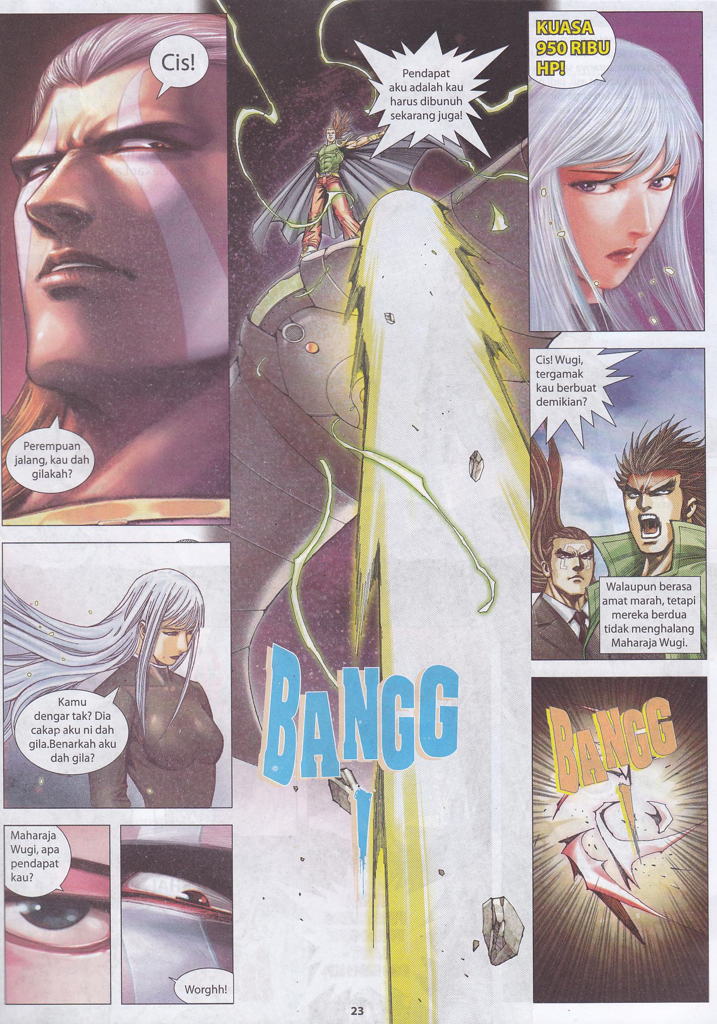 Cis!
Perempuan
jalang, kau dah
gilakah?
Kamu
dengar tak? Dia
cakap aku ni dah
gila.Benarkah aku
dah gila?
Maharaja
Wugi, apa
pendapat
kau?
Worghh!
Pendapat
aku adalah kau
harus dibunuh
sekarang juga!
BANGG
!
KUASA
950 RIBU
HP!
Cis! Wugi,
tergamak
kau berbuat
demikian?
Walaupun berasa
amat marah, tetapi
mereka berdua
tidak menghalang
Maharaja Wugi.
BANGG
!
23